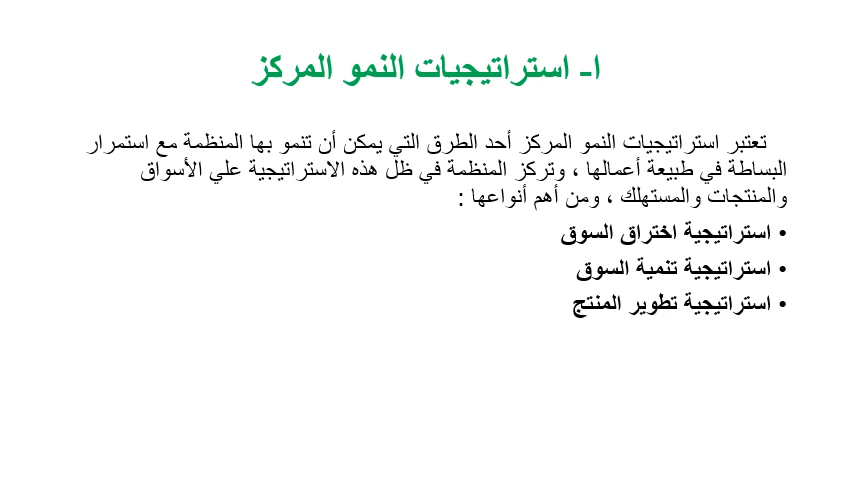 ا- استراتيجيات النمو المركز
تعتبر استراتيجيات النمو المركز أحد الطرق التي يمكن أن تنمو بها المنظمة مع استمرار
البساطة في طبيعة أعمالها ، وتركز المنظمة في ظل هذه الاستراتيجية علي الأسواق
والمنتجات والمستهلك ، ومن أهم أنواعها :
• استراتيجية اختراق السوق
• استراتيجية تنمية السوق
• استراتيجية تطوير المنتج